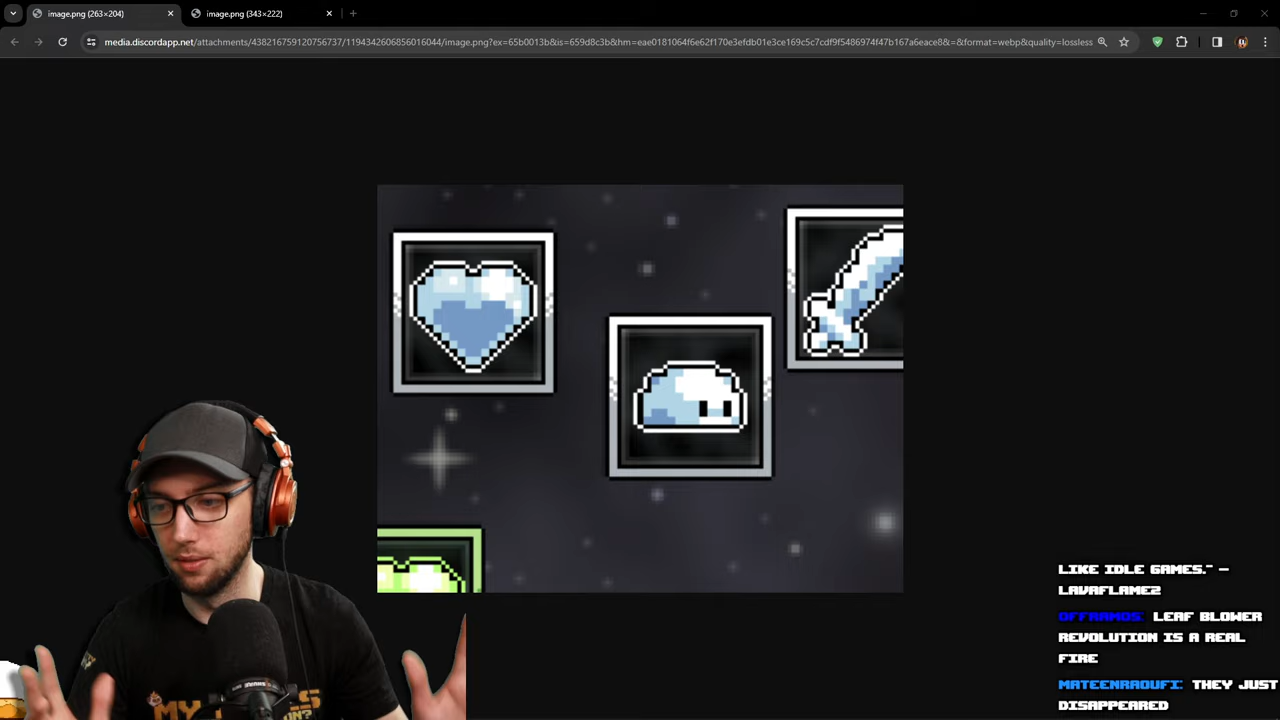 image.png (263×204)
image.png (343×222)
media.discordapp.net/attachments/438216759120756737/1194342606856016044/image.png?ex=65b0013b&is=659d8c3b&hm=eae0181064f6e62f170e3efdb01e3ce169c5c7cdf9f5486974f47b167a6eace8&=&format=webp&quality=lossless
LIKE IDLE GAMES." —
LAVAFLAME2
OFFRAMOS: LEAF BLOWER
REVOLUTION IS A REAL
FIRE
MATEENRAOUFI: THEY JUST
DISAPPEARED